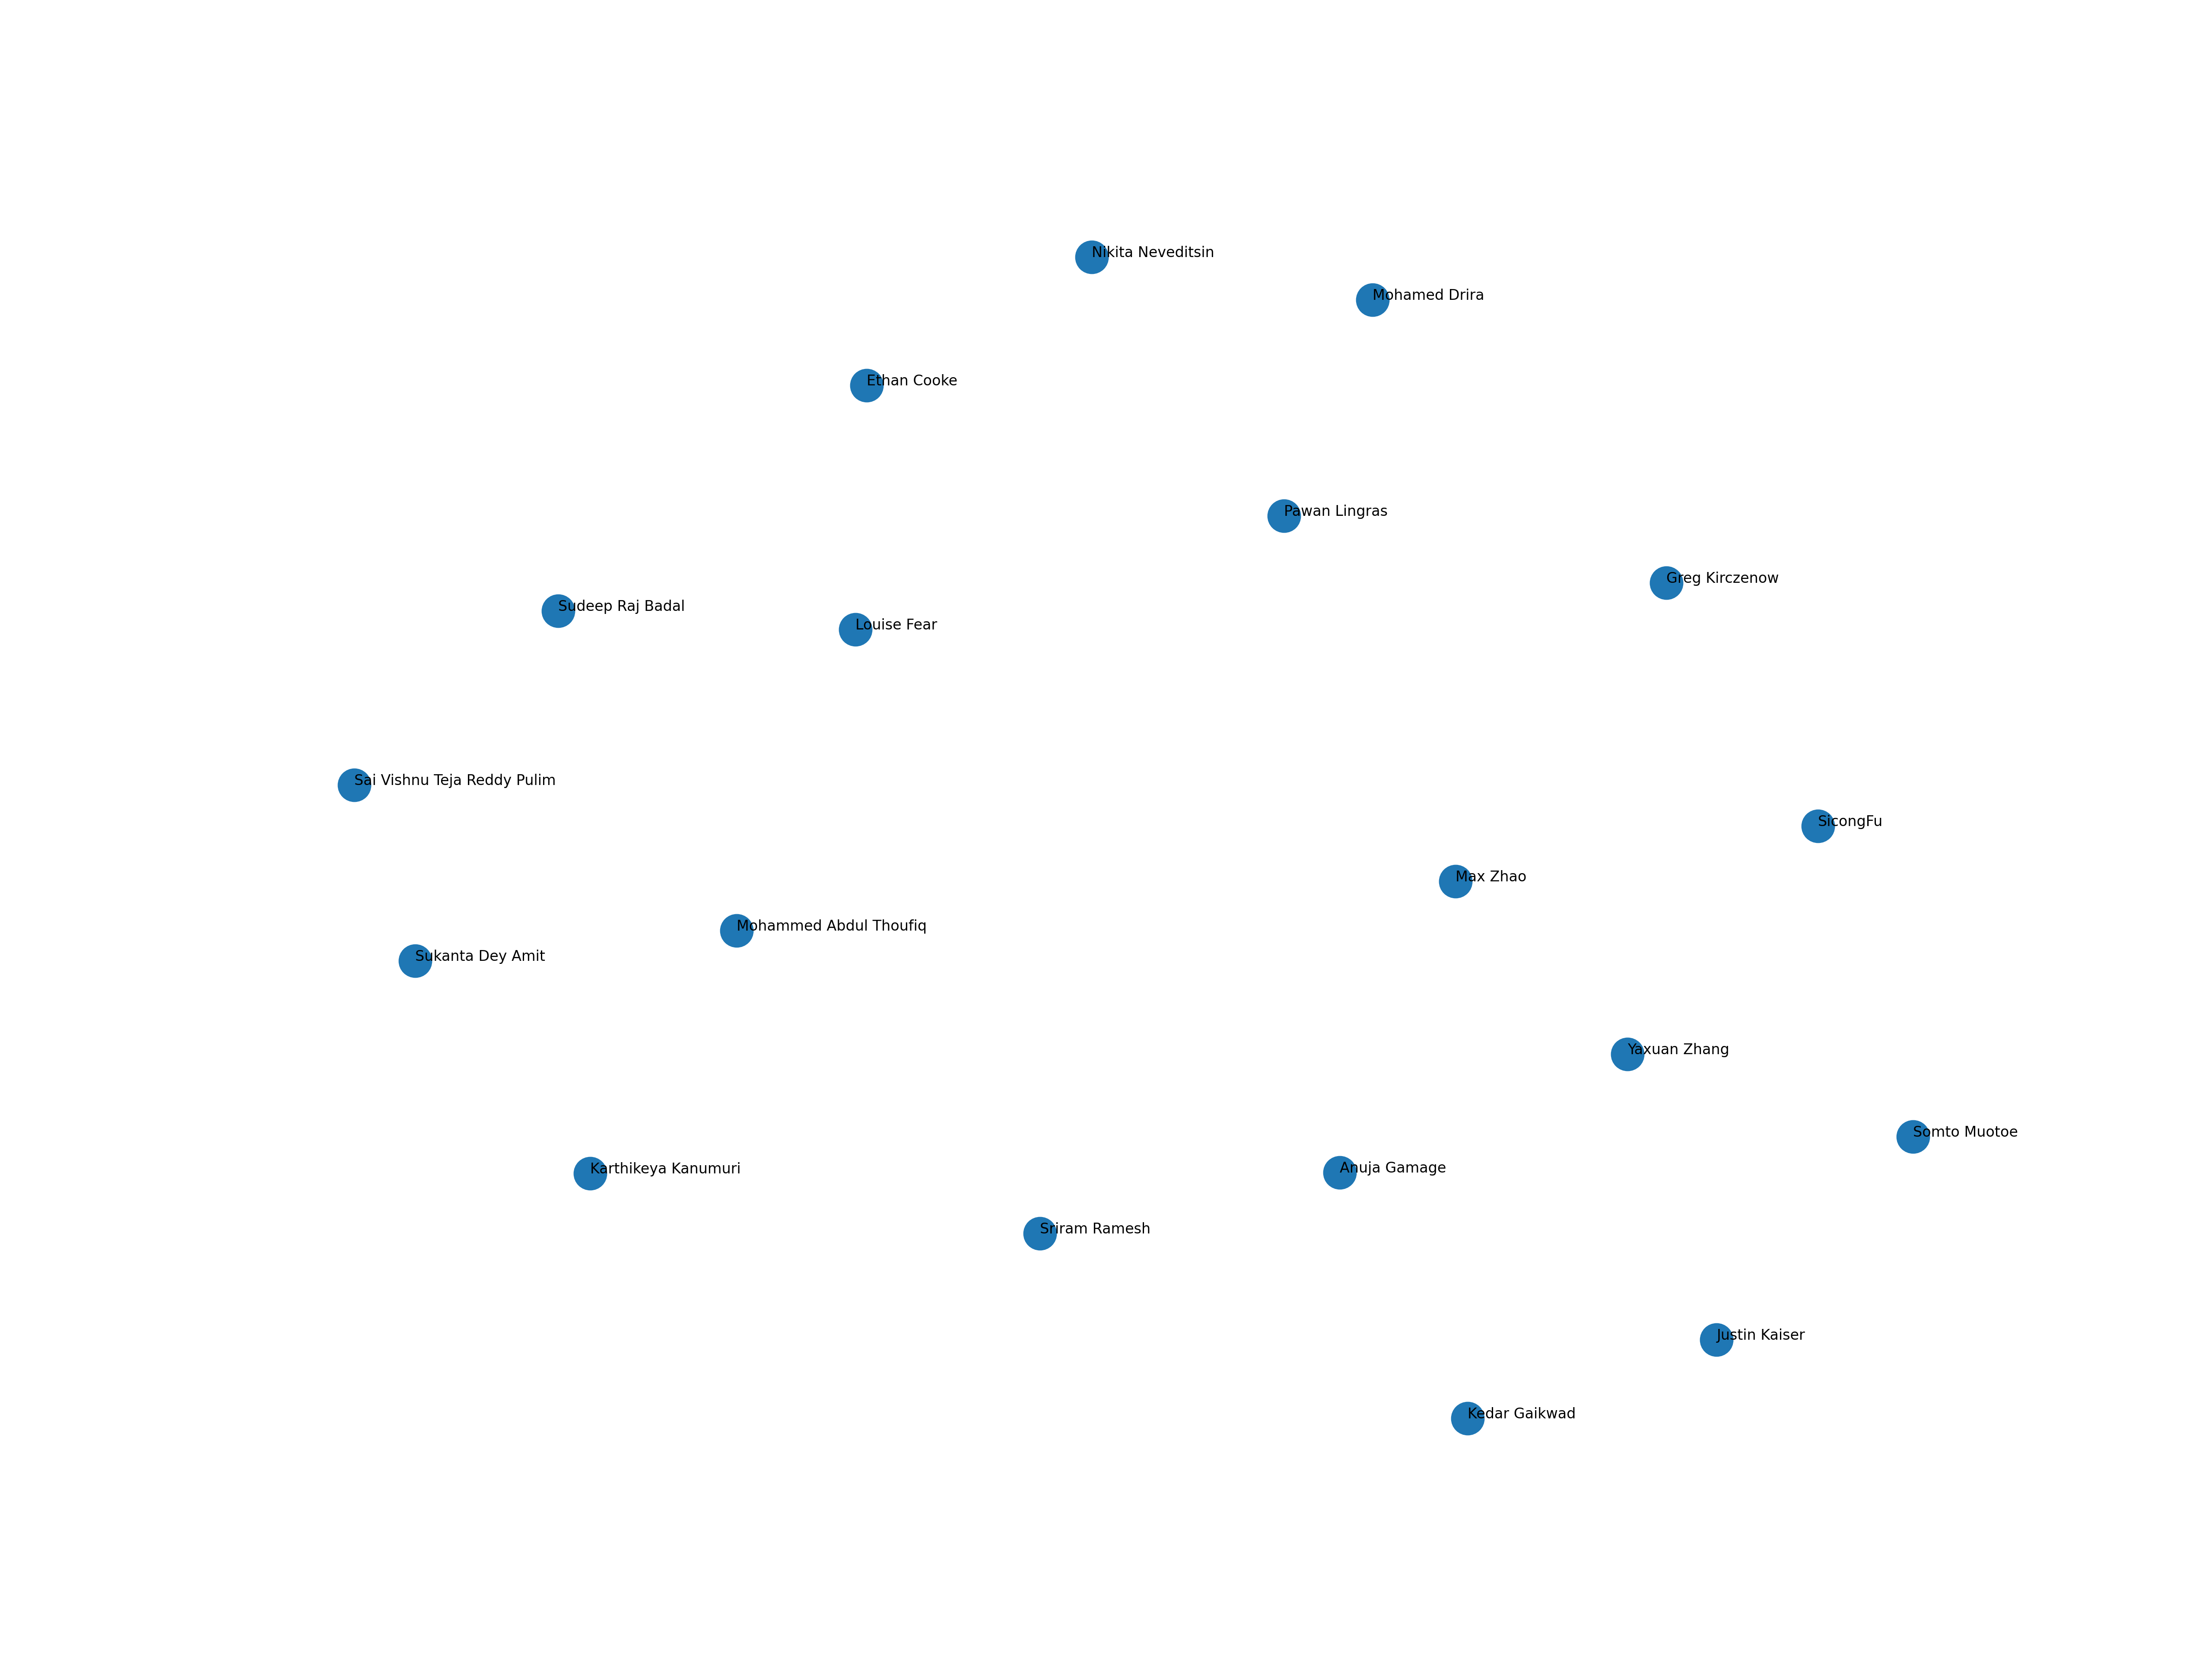 Nikita Neveditsin
Mohamed Drira
Ethan Cooke
Pawan Lingras
Greg Kirczenow
Sudeep Raj Badal
Louise Fear
Sai Vishnu Teja Reddy Pulim
SicongFu
Max Zhao
Mohammed Abdul Thoufiq
Sukanta Dey Amit
Yaxuan Zhang
Somto Muotoe
Anuja Gamage
Karthikeya Kanumuri
Sriram Ramesh
Justin Kaiser
Kedar Gaikwad